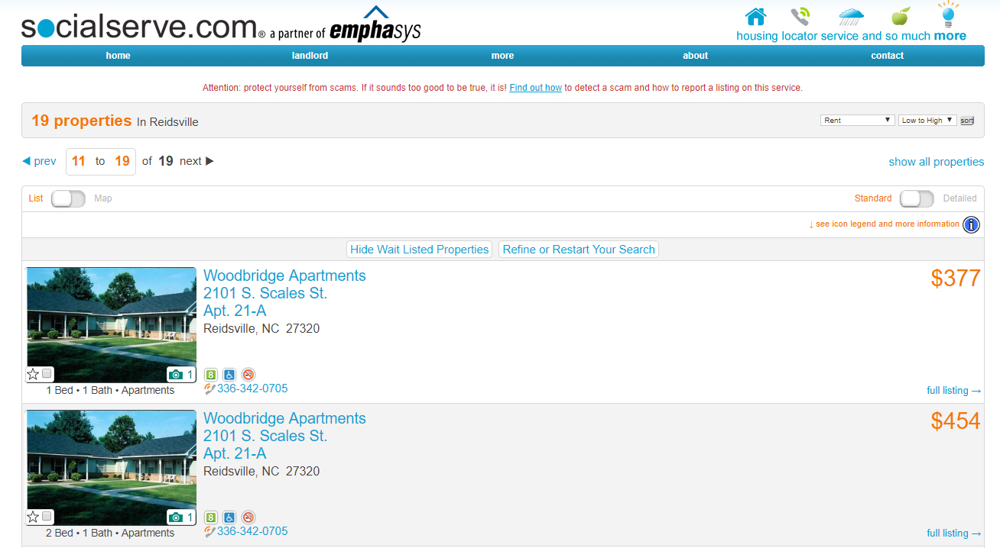 socialserve.com® a partner of emphasys
housing locator service and so much more
home landlord more about contact
Attention: protect yourself from scams. If it sounds too good to be true, it is! Find out how to detect a scam and how to report a listing on this service.
19 properties In Reidsville
Rent ▼ Low to High ▼ sort
◀ prev 11 to 19 of 19 next ▶
show all properties
List Map
Standard Detailed
↓ see icon legend and more information i
Hide Wait Listed Properties Refine or Restart Your Search
Woodbridge Apartments
$377
2101 S. Scales St.
Apt. 21-A
Reidsville, NC 27320
1
8
1 Bed • 1 Bath • Apartments
336-342-0705
full listing →
Woodbridge Apartments
$454
2101 S. Scales St.
Apt. 21-A
Reidsville, NC 27320
1
8
2 Bed • 1 Bath • Apartments
336-342-0705
full listing →